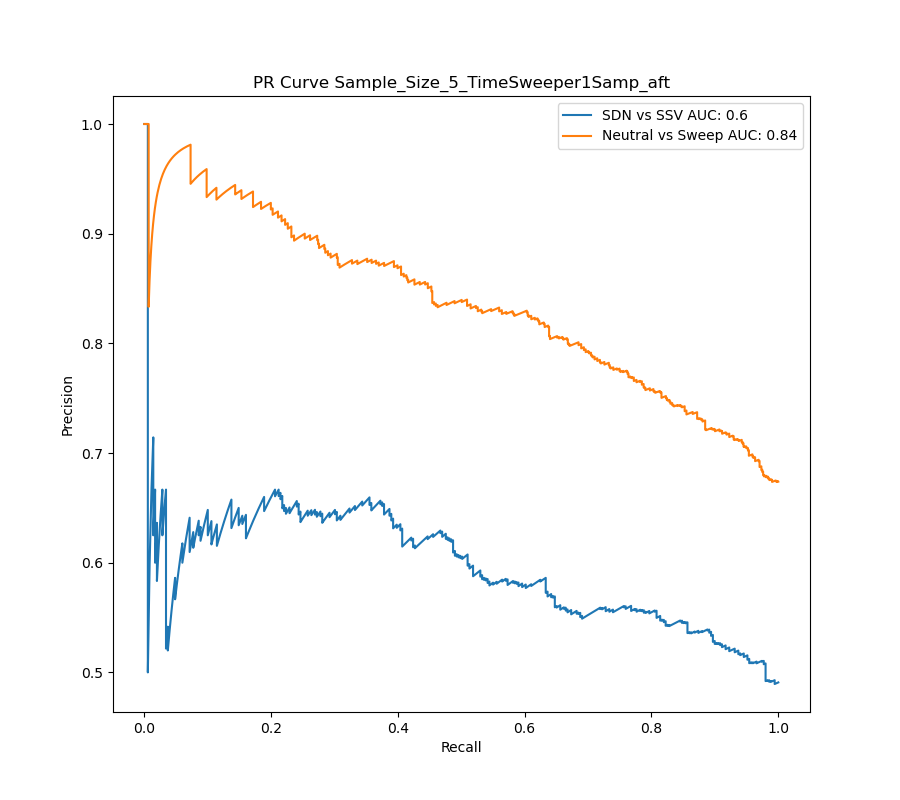 PR Curve Sample_Size_5_TimeSweeper1Samp_aft
SDN vs SSV AUC: 0.6
Neutral vs Sweep AUC: 0.84
1.0
0.9
0.8
0.7
0.6
0.5
Precision
0.0 0.2 0.4 0.6 0.8 1.0
Recall